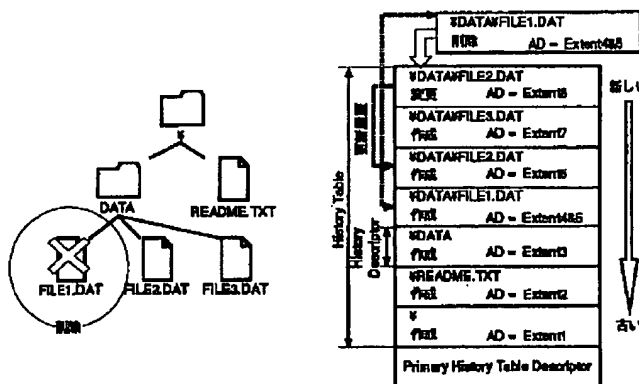 ¥
DATA
README.TXT
FILE1.DAT
FILE2.DAT
FILE3.DAT
削除
¥DATA¥FILE1.DAT
削除 AD = Extent4&5
¥DATA¥FILE2.DAT
変更 AD = Extent8
¥DATA¥FILE3.DAT
作成 AD = Extent7
¥DATA¥FILE2.DAT
作成 AD = Extent6
¥DATA¥FILE1.DAT
作成 AD = Extent4&5
¥DATA
作成 AD = Extent3
¥README.TXT
作成 AD = Extent2
¥
作成 AD = Extent1
Primary History Table Descriptor
History Table
History
Descriptor
新しい
古い